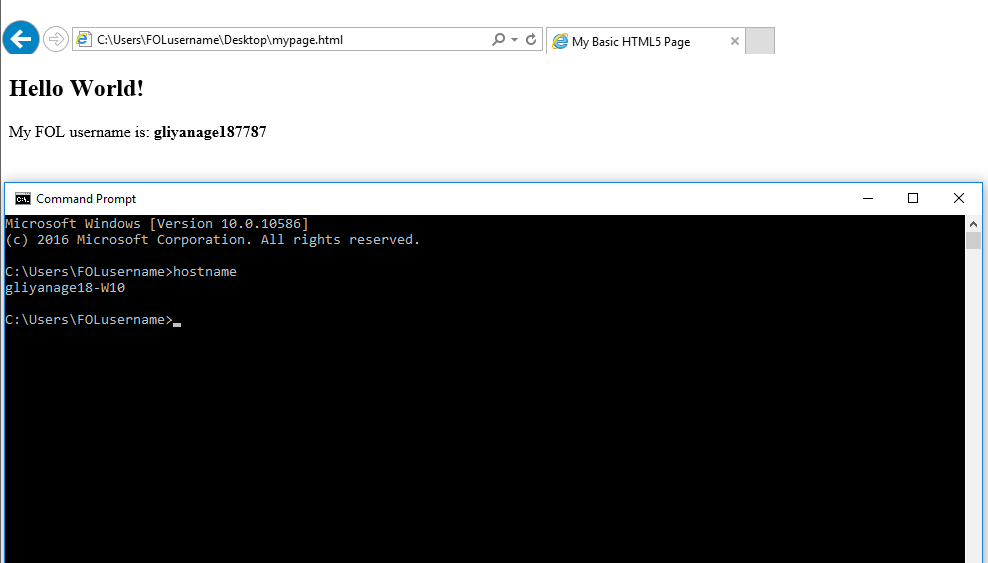 C:\Users\FOLusername\Desktop\mypage.html
My Basic HTML5 Page
Hello World!
My FOL username is: gliyanage187787
Command Prompt
Microsoft Windows [Version 10.0.10586]
(c) 2016 Microsoft Corporation. All rights reserved.
C:\Users\FOLusername>hostname
gliyanage18-W10
C:\Users\FOLusername>